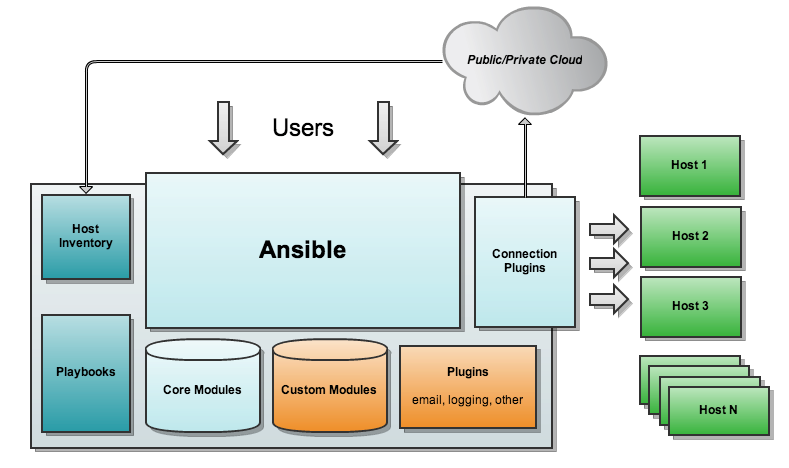 Public/Private Cloud
Users
Host 1
Host
Inventory
Ansible
Connection
Plugins
Host 2
Host 3
Playbooks
Core Modules
Custom Modules
Plugins
email, logging, other
Host N